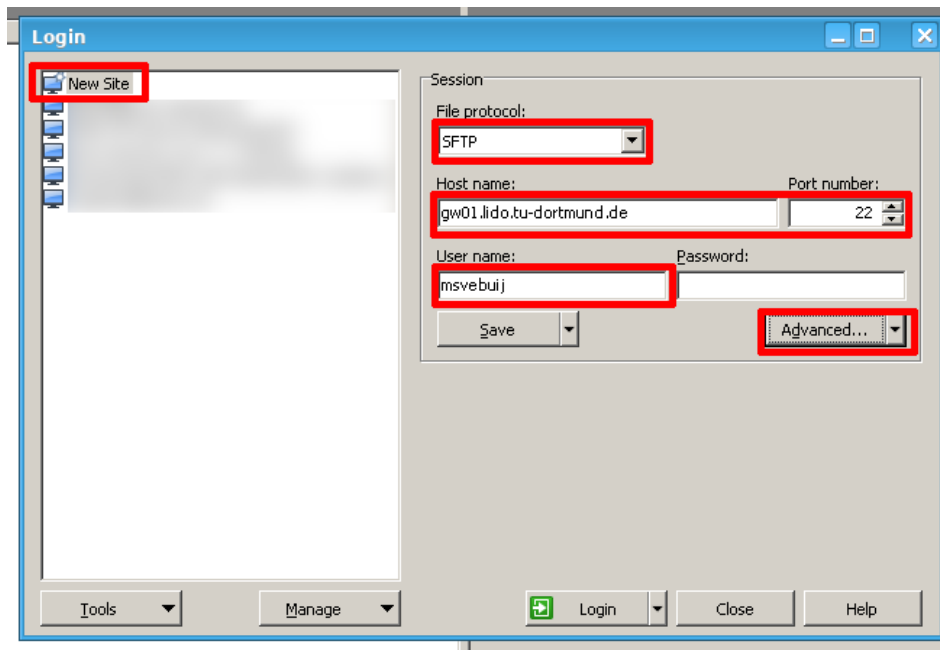 Login
New Site
Session
File protocol:
SFTP
Host name:
Port number:
gw01.lido.tu-dortmund.de
22
User name:
Password:
msvebuij
Save
Advanced...
Tools
Manage
Login
Close
Help